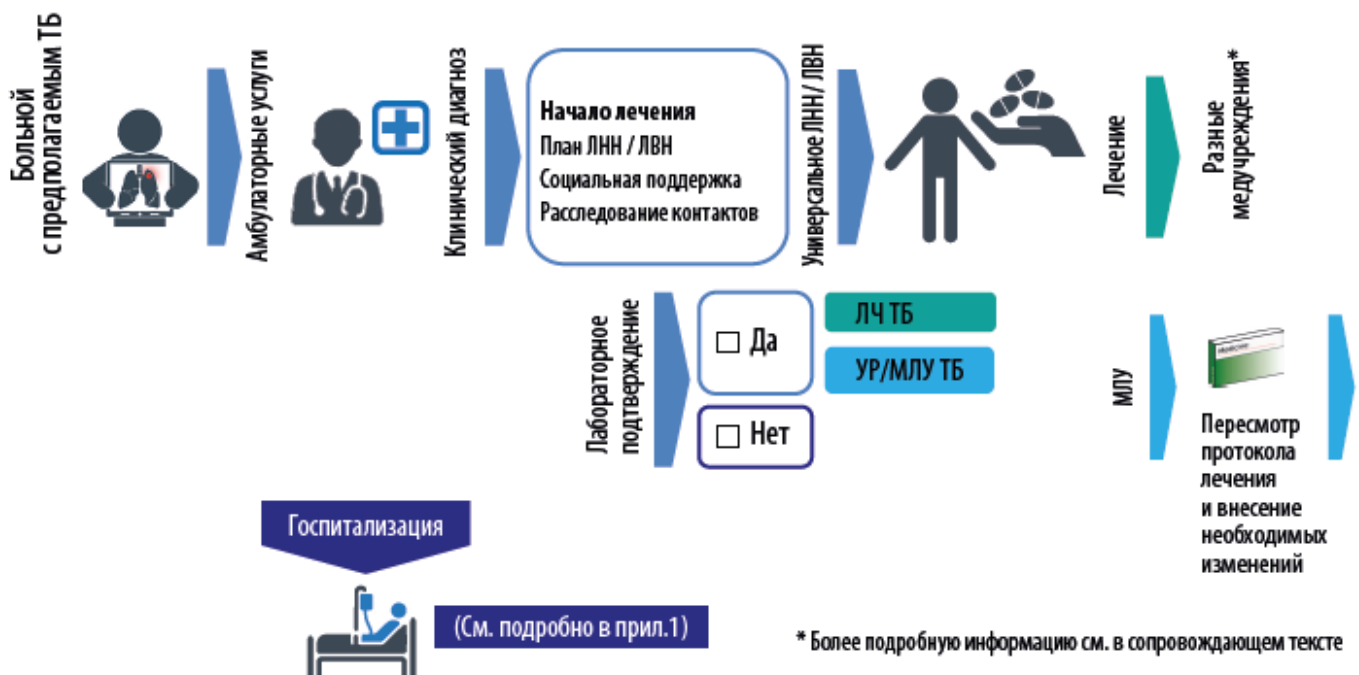 Больной
с предполагаемым ТБ
Амбулаторные услуги
Клинический диагноз
Начало лечения
План ЛНН / ЛВН
Социальная поддержка
Расследование контактов
Универсальное ЛНН/ ЛВН
Лечение
Разные
медучреждения*
Лабораторное
подтверждение
Да
Нет
ЛЧ ТБ
УР/МЛУ ТБ
МЛУ
Пересмотр
протокола
лечения
и внесение
необходимых
изменений
Госпитализация
(См. подробно в прил.1)
* Более подробную информацию см. в сопровождающем тексте